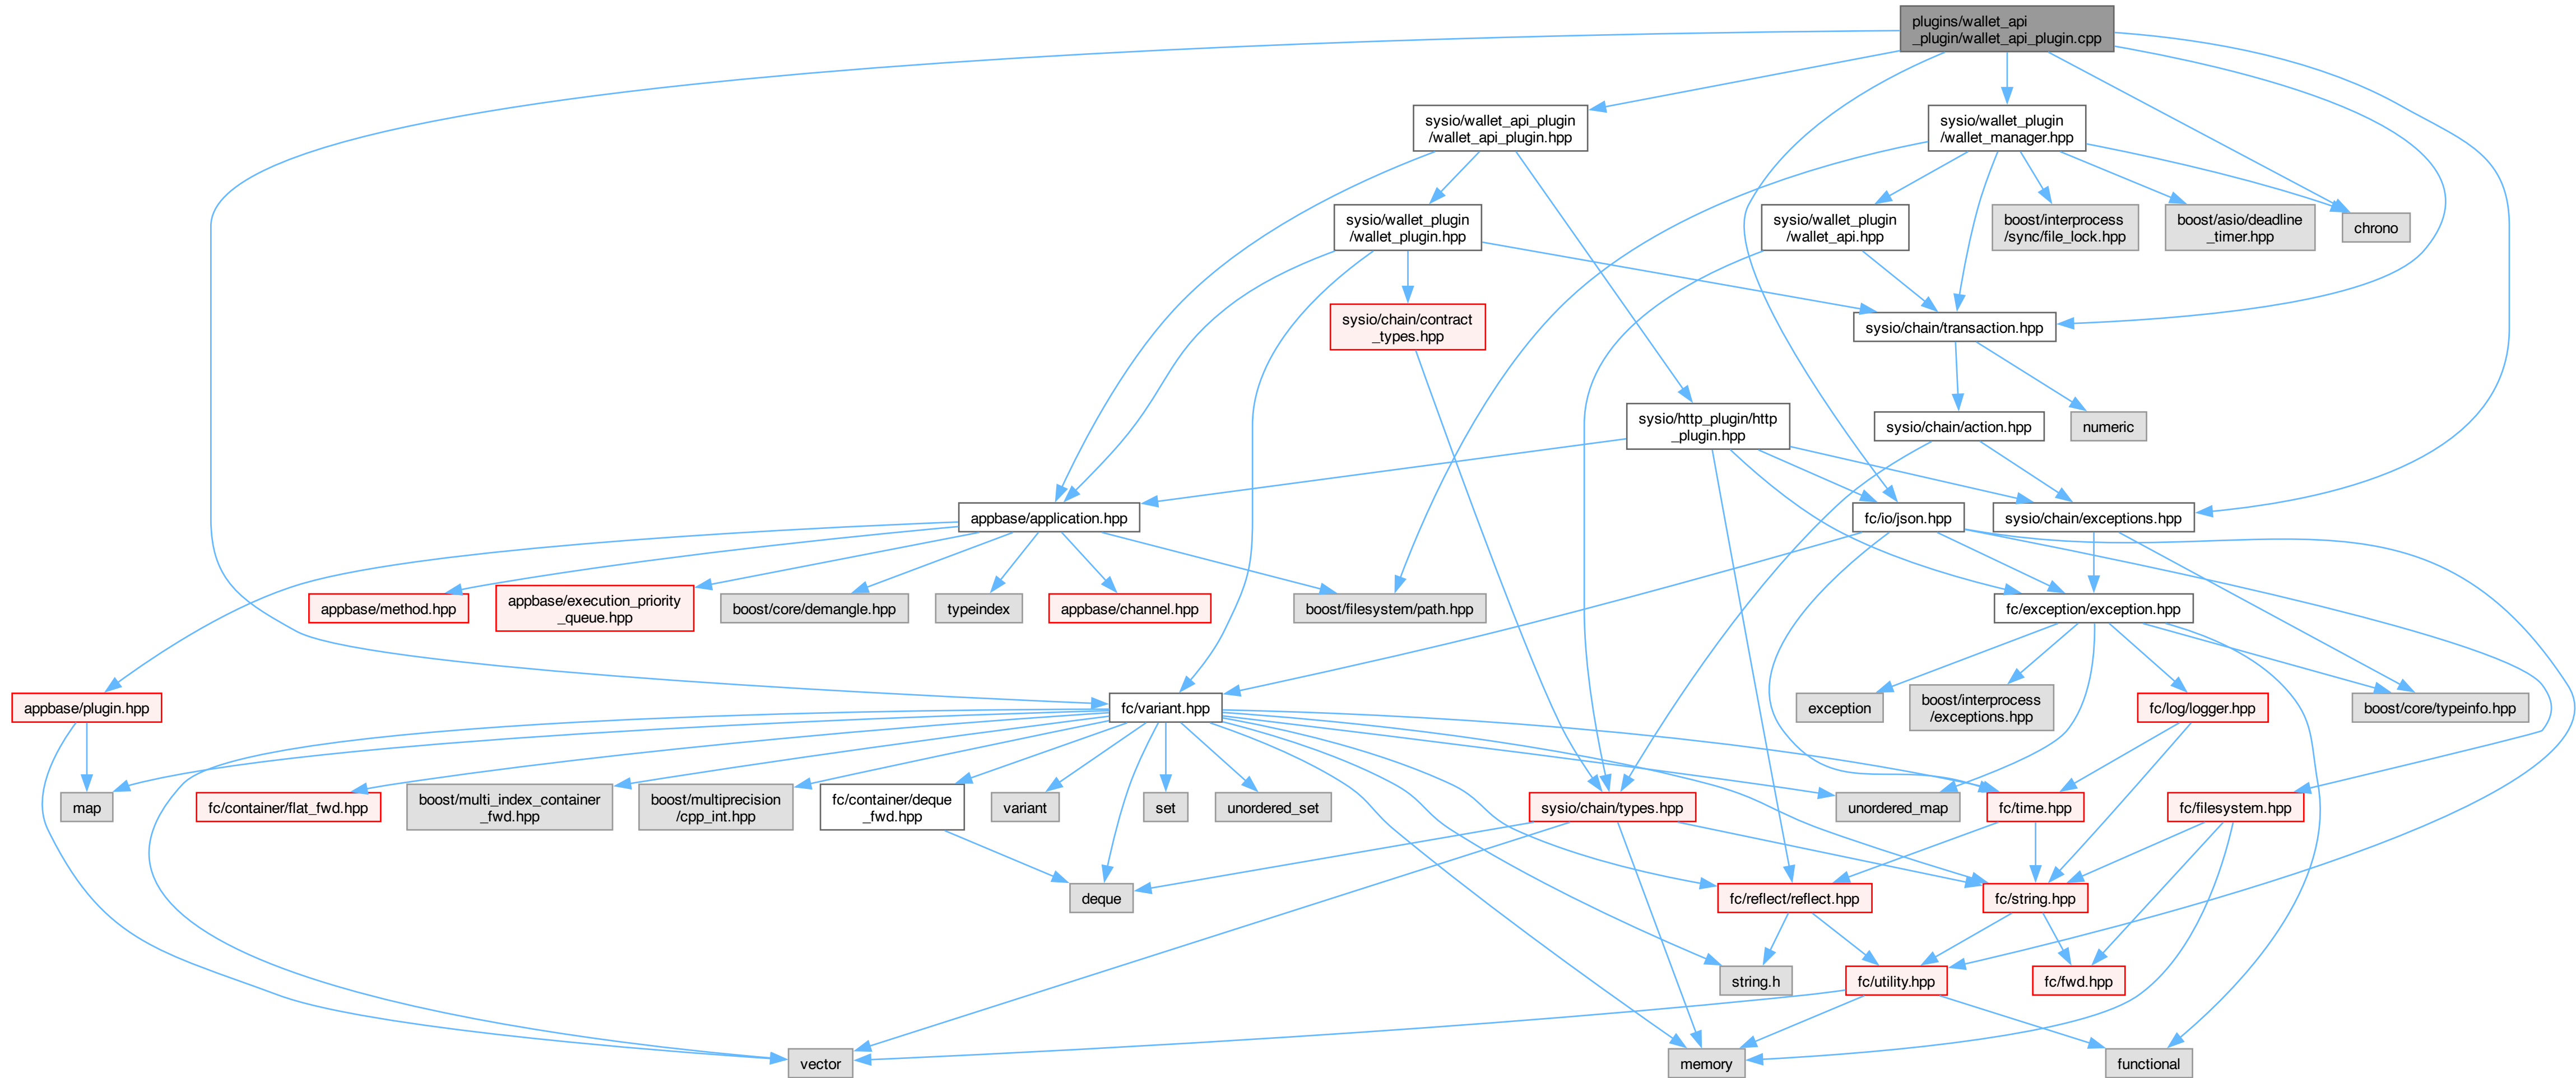 plugins/wallet_api
_plugin/wallet_api_plugin.cpp
sysio/wallet_api_plugin
/wallet_api_plugin.hpp
sysio/wallet_plugin
/wallet_manager.hpp
sysio/wallet_plugin
/wallet_plugin.hpp
sysio/wallet_plugin
/wallet_api.hpp
boost/interprocess
/sync/file_lock.hpp
boost/asio/deadline
_timer.hpp
chrono
sysio/chain/contract
_types.hpp
sysio/chain/transaction.hpp
sysio/http_plugin/http
_plugin.hpp
sysio/chain/action.hpp
numeric
appbase/application.hpp
fc/io/json.hpp
sysio/chain/exceptions.hpp
appbase/method.hpp
appbase/execution_priority
_queue.hpp
boost/core/demangle.hpp
typeindex
appbase/channel.hpp
boost/filesystem/path.hpp
fc/exception/exception.hpp
appbase/plugin.hpp
fc/variant.hpp
exception
boost/interprocess
/exceptions.hpp
fc/log/logger.hpp
boost/core/typeinfo.hpp
map
fc/container/flat_fwd.hpp
boost/multi_index_container
_fwd.hpp
boost/multiprecision
/cpp_int.hpp
fc/container/deque
_fwd.hpp
variant
set
unordered_set
sysio/chain/types.hpp
unordered_map
fc/time.hpp
fc/filesystem.hpp
deque
fc/reflect/reflect.hpp
fc/string.hpp
string.h
fc/utility.hpp
fc/fwd.hpp
vector
memory
functional